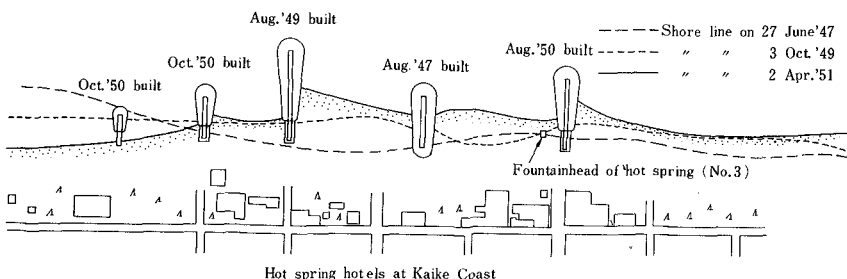 Aug.'49 built
Oct.'50 built
Oct.'50 built
Aug.'47 built
Aug.'50 built
Shore line on 27 June'47
" " 3 Oct.'49
" " 2 Apr.'51
Fountainhead of hot spring (No.3)
Hot spring hotels at Kaike Coast